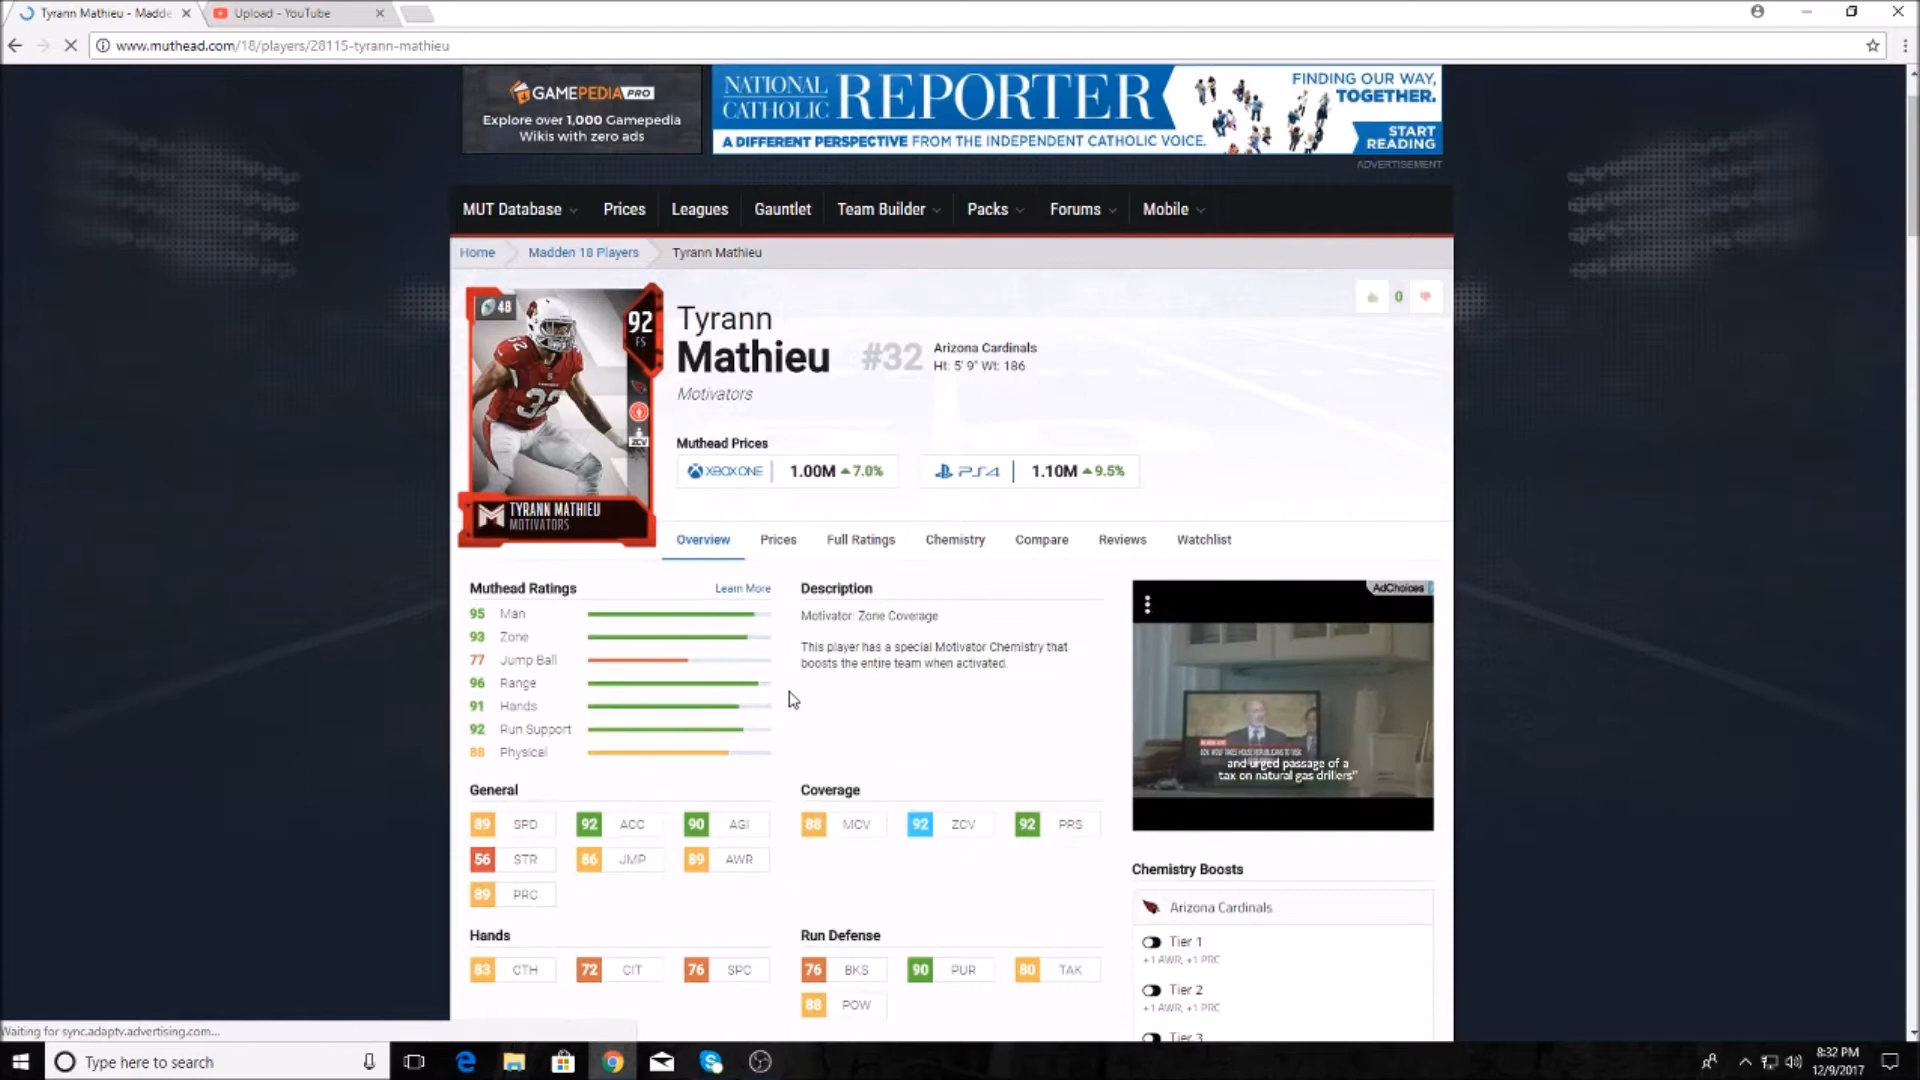 Tyrann Mathieu - Madde
Upload - YouTube
www.muthead.com/18/players/28115-tyrann-mathieu
GAMEPEDIA PRO
Explore over 1,000 Gamepedia
Wikis with zero ads
NATIONAL
CATHOLIC
REPORTER
A DIFFERENT PERSPECTIVE FROM THE INDEPENDENT CATHOLIC VOICE.
FINDING OUR WAY,
TOGETHER.
START
READING
ADVERTISEMENT
MUT Database Prices Leagues Gauntlet Team Builder Packs Forums Mobile
Home Madden 18 Players Tyrann Mathieu
48
92
FS
32
ZCV
TYRANN MATHIEU
MOTIVATORS
Tyrann
Mathieu
#32
Arizona Cardinals
Ht: 5' 9" Wt: 186
Motivators
0
Muthead Prices
XBOX ONE 1.00M 7.0%
PS4 1.10M 9.5%
Overview Prices Full Ratings Chemistry Compare Reviews Watchlist
Muthead Ratings Learn More
95 Man
93 Zone
77 Jump Ball
96 Range
91 Hands
92 Run Support
88 Physical
Description
Motivator: Zone Coverage
This player has a special Motivator Chemistry that
boosts the entire team when activated.
AdChoices
and urged passage of a
tax on natural gas drillers"
General
89 SPD 92 ACC 90 AGI
56 STR 86 JMP 89 AWR
89 PRC
Coverage
88 MCV 92 ZCV 92 PRS
Hands
83 CTH 72 CIT 76 SPC
Run Defense
76 BKS 90 PUR 80 TAK
88 POW
Chemistry Boosts
Arizona Cardinals
Tier 1
+1 AWR, +1 PRC
Tier 2
+1 AWR, +1 PRC
Tier 3
Waiting for sync.adaptv.advertising.com...
Type here to search
8:32 PM
12/9/2017